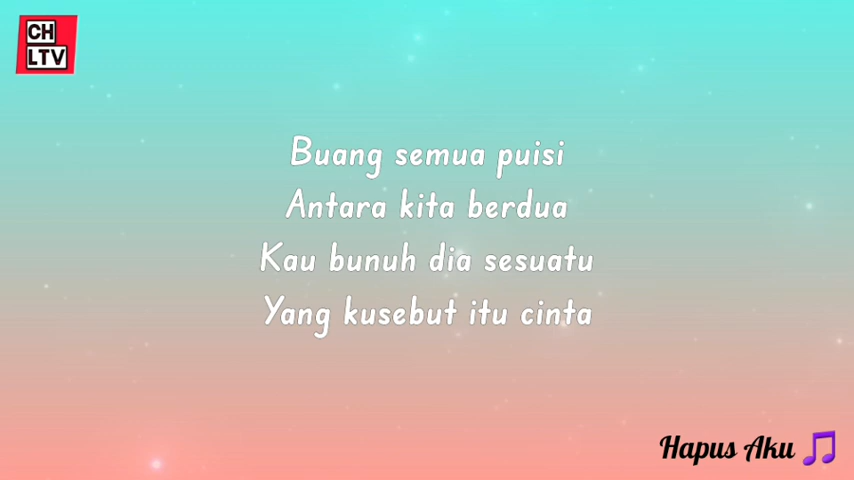 CH
LTV
Buang semua puisi
Antara kita berdua
Kau bunuh dia sesuatu
Yang kusebut itu cinta
Hapus Aku 🎵